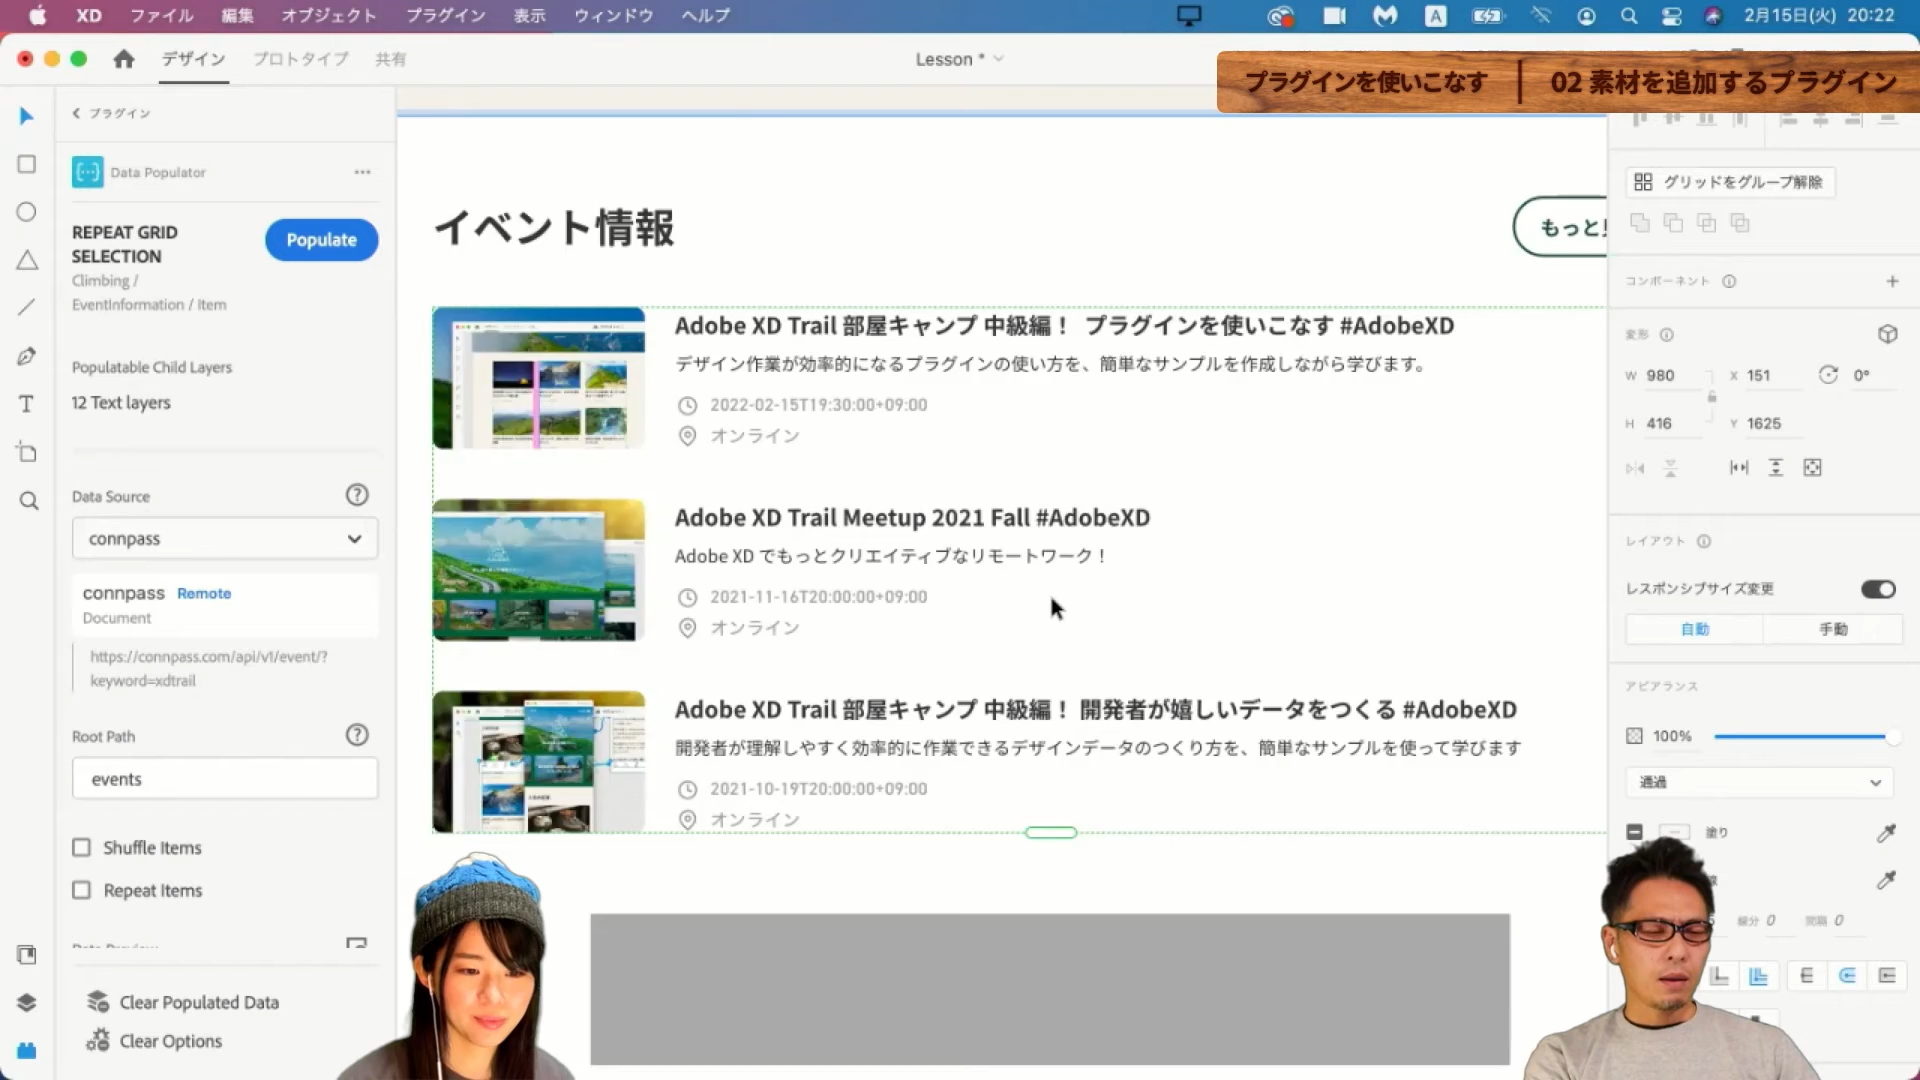 XD ファイル 編集 オブジェクト プラグイン 表示 ウィンドウ ヘルプ A 2月15日(火) 20:22
デザイン プロトタイプ 共有 Lesson *
プラグインを使いこなす | 02 素材を追加するプラグイン
プラグイン
Data Populator
REPEAT GRID
SELECTION
Populate
Climbing /
EventInformation / Item
Populatable Child Layers
12 Text layers
Data Source
connpass
connpass Remote
Document
https://connpass.com/api/v1/event/?
keyword=xdtrail
Root Path
events
Shuffle Items
Repeat Items
Data Preview
Clear Populated Data
Clear Options
イベント情報
もっと
Adobe XD Trail 部屋キャンプ 中級編！ プラグインを使いこなす #AdobeXD
デザイン作業が効率的になるプラグインの使い方を、簡単なサンプルを作成しながら学びます。
2022-02-15T19:30:00+09:00
オンライン
Adobe XD Trail Meetup 2021 Fall #AdobeXD
Adobe XD でもっとクリエイティブなリモートワーク！
2021-11-16T20:00:00+09:00
オンライン
Adobe XD Trail 部屋キャンプ 中級編！ 開発者が嬉しいデータをつくる #AdobeXD
開発者が理解しやすく効率的に作業できるデザインデータのつくり方を、簡単なサンプルを使って学びます
2021-10-19T20:00:00+09:00
オンライン
グリッドをグループ解除
コンポーネント
変形
W 980 X 151 0°
H 416 Y 1625
レイアウト
レスポンシブサイズ変更
自動 手動
アピアランス
100%
通過
塗り
線分 0 間隔 0